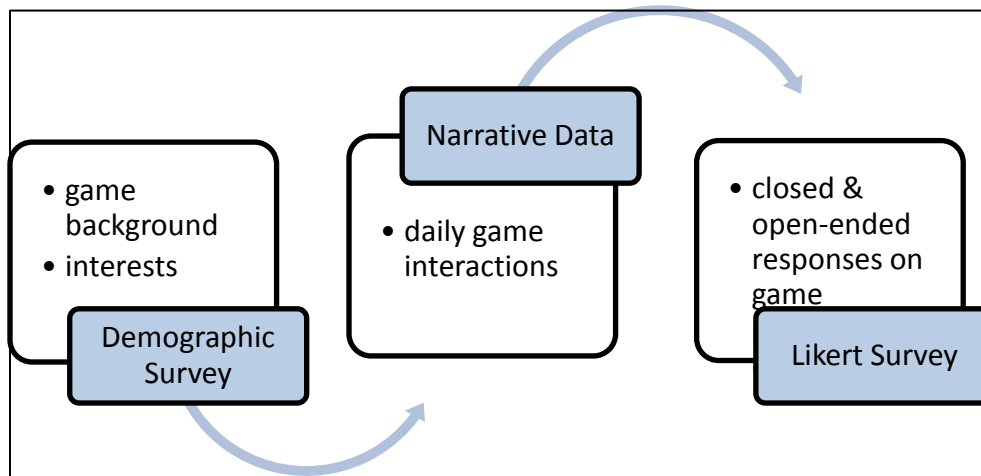 • game
background
• interests
Demographic
Survey
Narrative Data
• daily game
interactions
• closed &
open-ended
responses on
game
Likert Survey